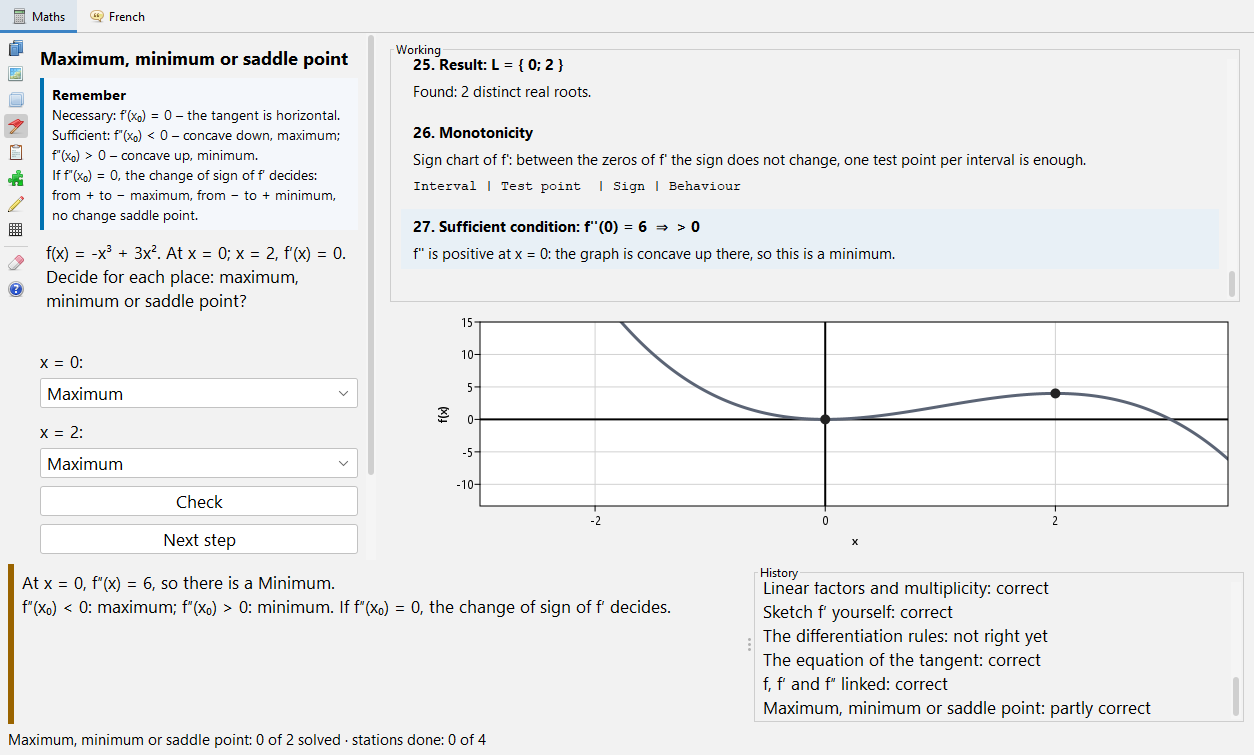 Maths
French
Maximum, minimum or saddle point
Remember
Necessary: f′(x₀) = 0 – the tangent is horizontal.
Sufficient: f″(x₀) < 0 – concave down, maximum;
f″(x₀) > 0 – concave up, minimum.
If f″(x₀) = 0, the change of sign of f′ decides:
from + to − maximum, from − to + minimum,
no change saddle point.
f(x) = -x³ + 3x². At x = 0; x = 2, f′(x) = 0.
Decide for each place: maximum,
minimum or saddle point?
x = 0:
Maximum
x = 2:
Maximum
Check
Next step
Working
25. Result: L = { 0; 2 }
Found: 2 distinct real roots.
26. Monotonicity
Sign chart of f': between the zeros of f' the sign does not change, one test point per interval is enough.
Interval | Test point | Sign | Behaviour
27. Sufficient condition: f''(0) = 6 ⇒ > 0
f'' is positive at x = 0: the graph is concave up there, so this is a minimum.
15
10
5
0
-5
-10
f(x)
-2
0
2
x
At x = 0, f″(x) = 6, so there is a Minimum.
f″(x₀) < 0: maximum; f″(x₀) > 0: minimum. If f″(x₀) = 0, the change of sign of f′ decides.
History
Linear factors and multiplicity: correct
Sketch f′ yourself: correct
The differentiation rules: not right yet
The equation of the tangent: correct
f, f′ and f″ linked: correct
Maximum, minimum or saddle point: partly correct
Maximum, minimum or saddle point: 0 of 2 solved · stations done: 0 of 4